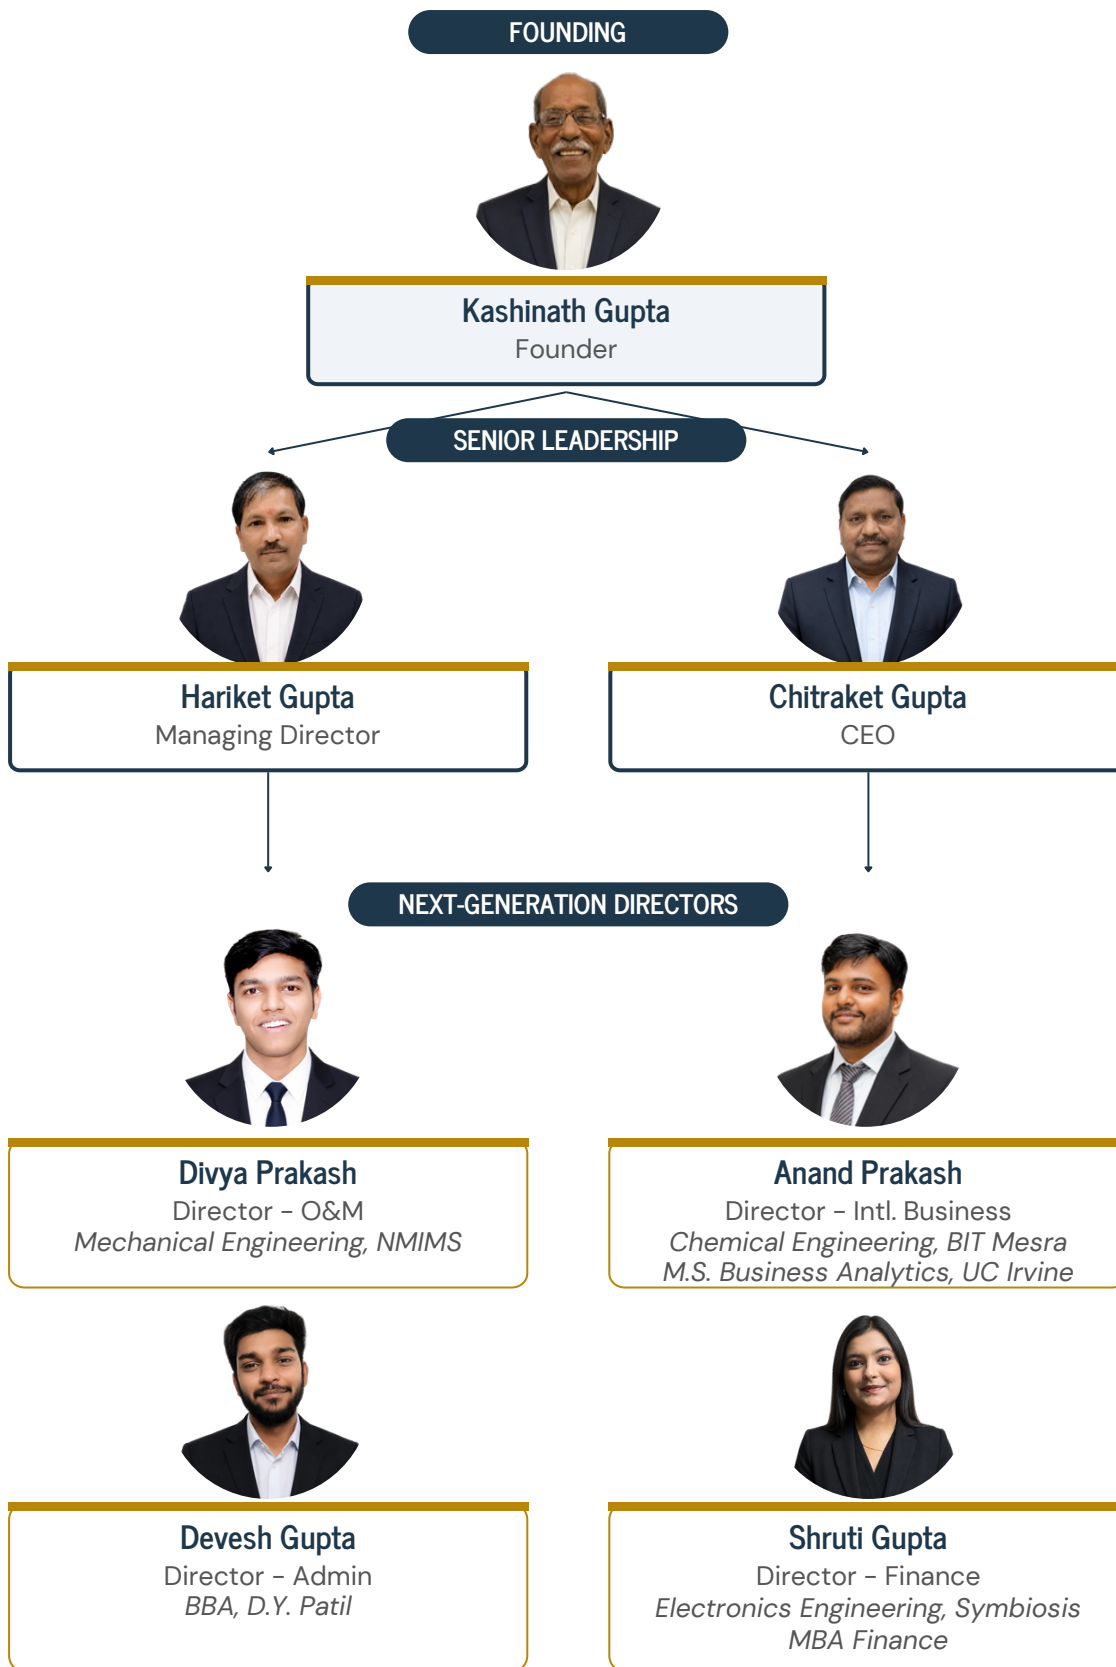 FOUNDING
Kashinath Gupta
Founder
SENIOR LEADERSHIP
Hariket Gupta
Managing Director
Chitraket Gupta
CEO
NEXT-GENERATION DIRECTORS
Divya Prakash
Director – O&M
Mechanical Engineering, NMIMS
Anand Prakash
Director – Intl. Business
Chemical Engineering, BIT Mesra
M.S. Business Analytics, UC Irvine
Devesh Gupta
Director – Admin
BBA, D.Y. Patil
Shruti Gupta
Director – Finance
Electronics Engineering, Symbiosis
MBA Finance